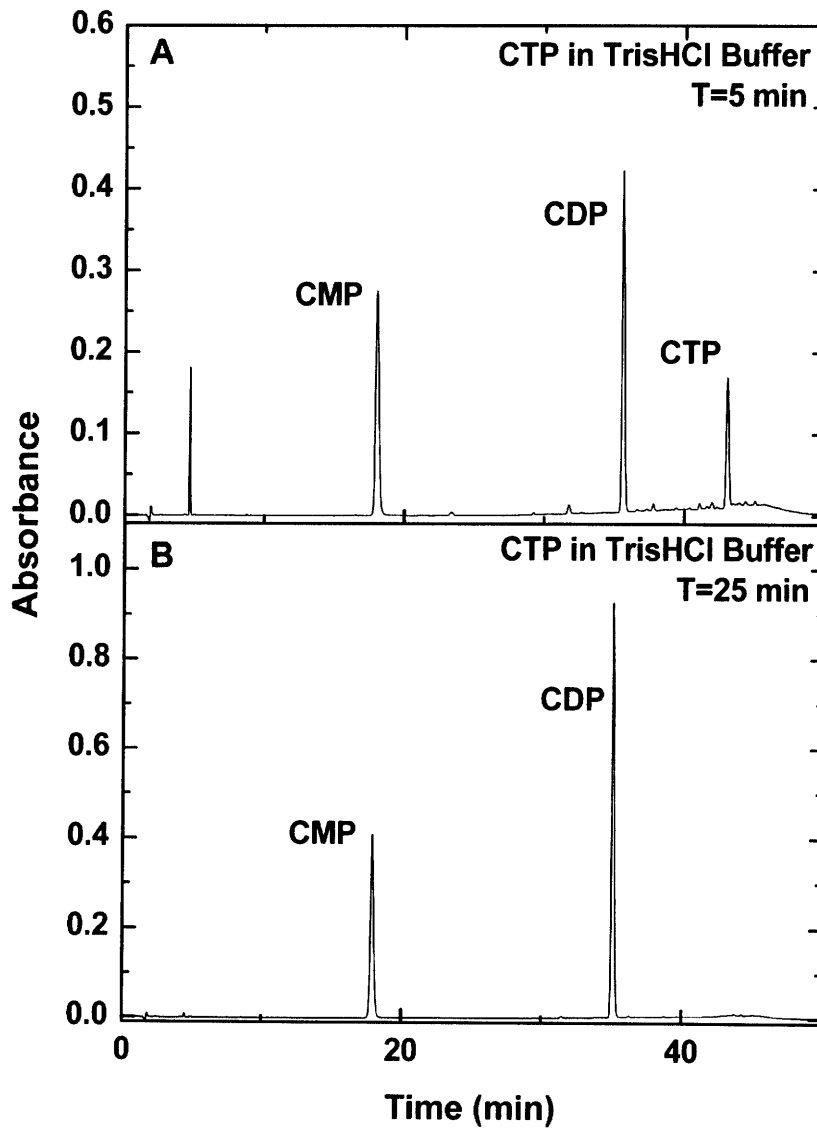 0.6
A
CTP in TrisHCl Buffer
T=5 min
0.5
0.4
CDP
0.3
CMP
0.2
CTP
0.1
0.0
B
CTP in TrisHCl Buffer
T=25 min
1.0
0.8
CDP
0.6
0.4
CMP
0.2
0.0
0
20
40
Absorbance
Time (min)